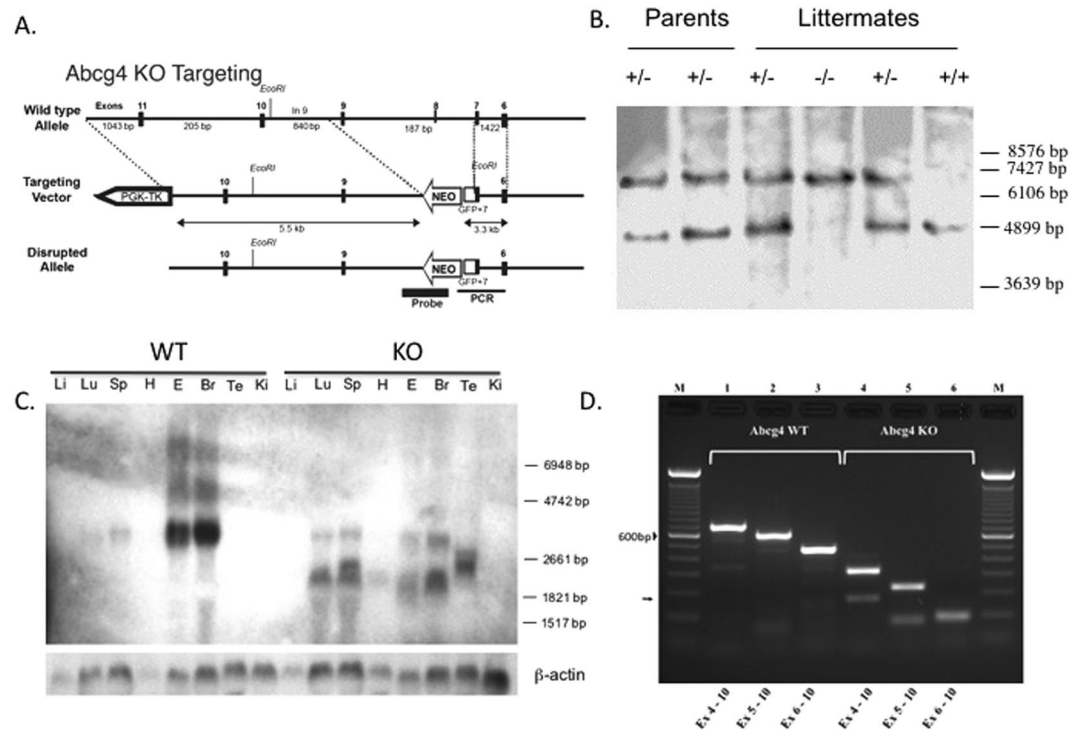 A.
Abcg4 KO Targeting
EcoRI
Exons 11 10 In 9 9 8 7 6
Wild type
Allele
1043 bp 205 bp 840 bp 187 bp 1422
EcoRI EcoRI
Targeting
Vector
PGK-TK 10 9 NEO 6
GFP+7
5.5 kb 3.3 kb
Disrupted
Allele
10 EcoRI 9 NEO 6
GFP+7
Probe PCR
B.
Parents Littermates
+/- +/- +/- -/- +/- +/+
8576 bp
7427 bp
6106 bp
4899 bp
3639 bp
C.
WT KO
Li Lu Sp H E Br Te Ki Li Lu Sp H E Br Te Ki
6948 bp
4742 bp
2661 bp
1821 bp
1517 bp
β-actin
D.
M 1 2 3 4 5 6 M
Abcg4 WT Abcg4 KO
600bp
Ex 4 - 10 Ex 5 - 10 Ex 6 - 10 Ex 4 - 10 Ex 5 - 10 Ex 6 - 10